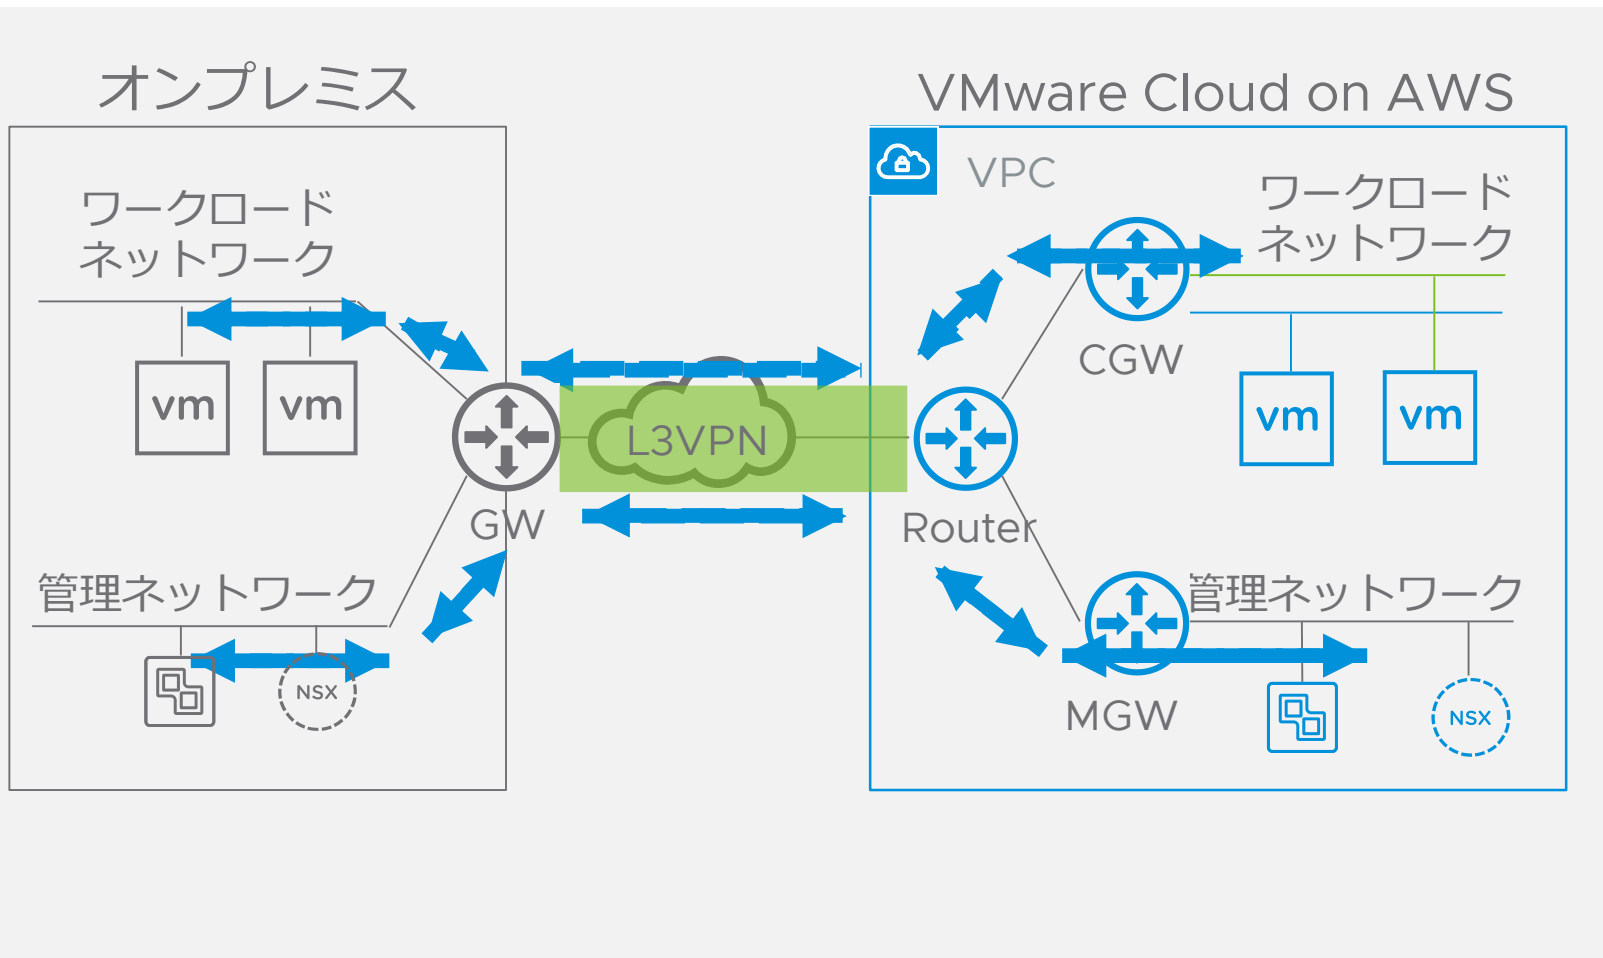 オンプレミス
VMware Cloud on AWS
VPC
ワークロード
ネットワーク
ワークロード
ネットワーク
vm
vm
CGW
vm
vm
L3VPN
GW
Router
管理ネットワーク
管理ネットワーク
NSX
MGW
NSX